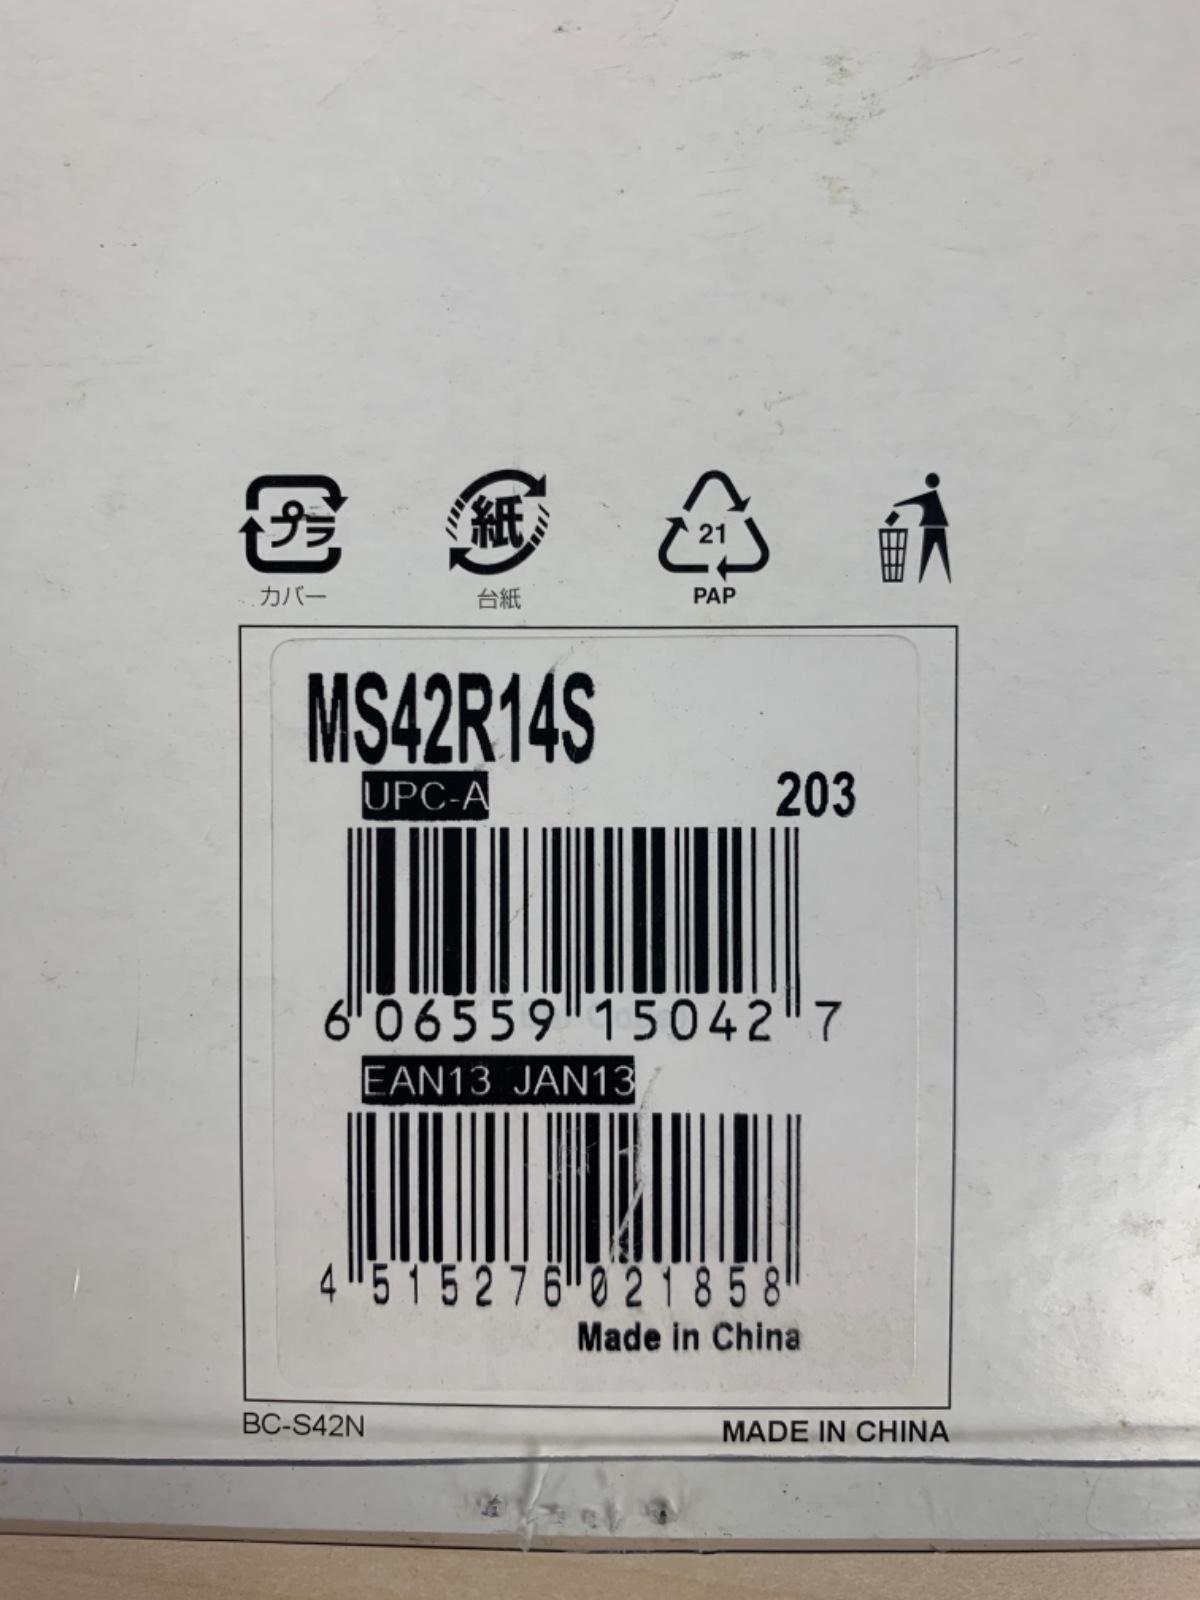 プラ
カバー
紙
台紙
21
PAP
MS42R14S
UPC-A
203
6 06559 15042 7
EAN13 JAN13
4 515276 021858
Made in China
BC-S42N
MADE IN CHINA